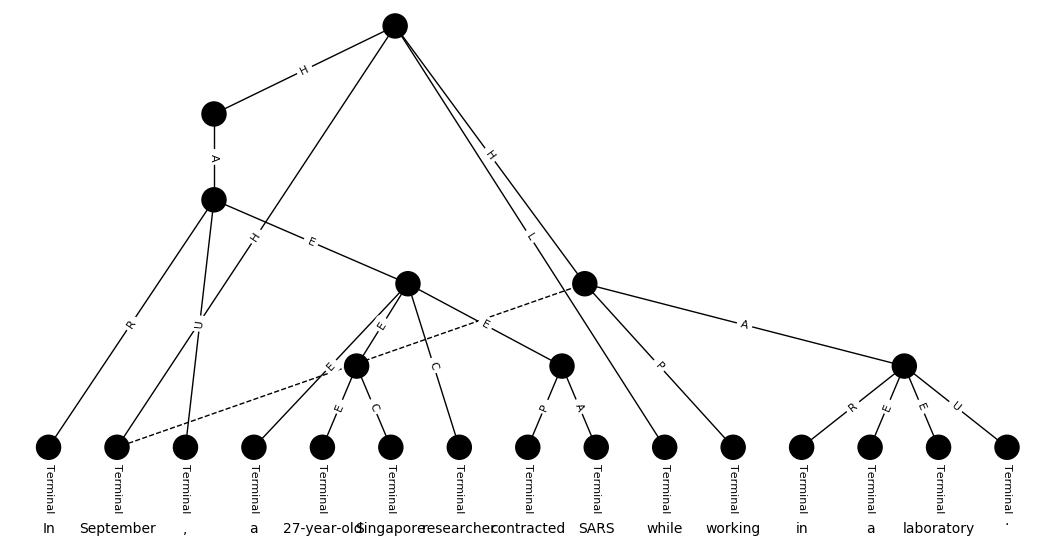 H
A
H
L
H
R
U
E
E
E
C
E
A
P
E
C
P
A
R
E
E
U
Terminal Terminal Terminal Terminal Terminal Terminal Terminal Terminal Terminal Terminal Terminal Terminal Terminal Terminal Terminal
In September , a 27-year-old Singapore researcher contracted SARS while working in a laboratory .